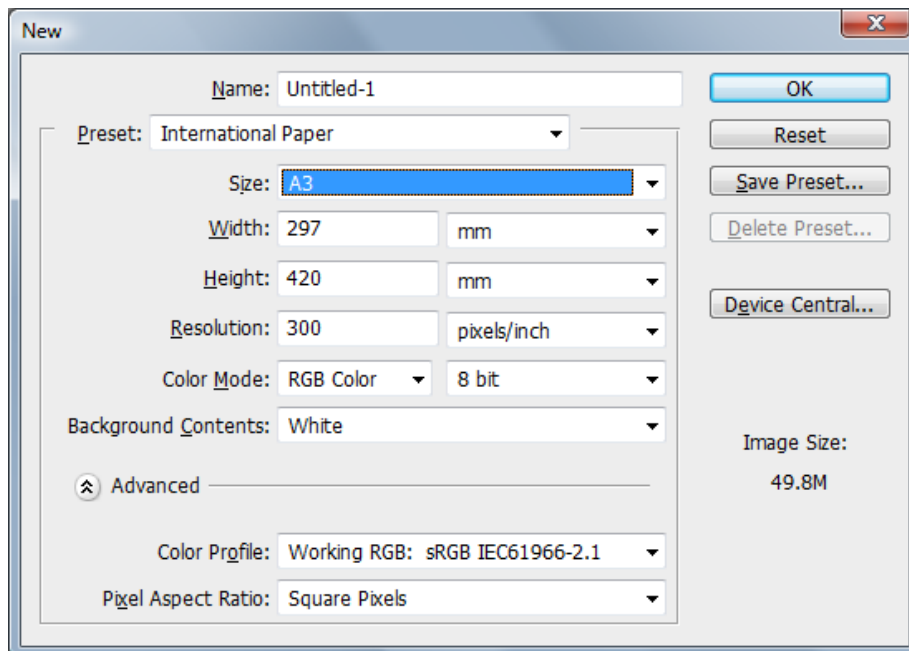 New
Name: Untitled-1
OK
Preset: International Paper
Reset
Size: A3
Save Preset...
Width: 297 mm
Delete Preset...
Height: 420 mm
Device Central...
Resolution: 300 pixels/inch
Color Mode: RGB Color 8 bit
Background Contents: White
Image Size:
49.8M
Advanced
Color Profile: Working RGB: sRGB IEC61966-2.1
Pixel Aspect Ratio: Square Pixels